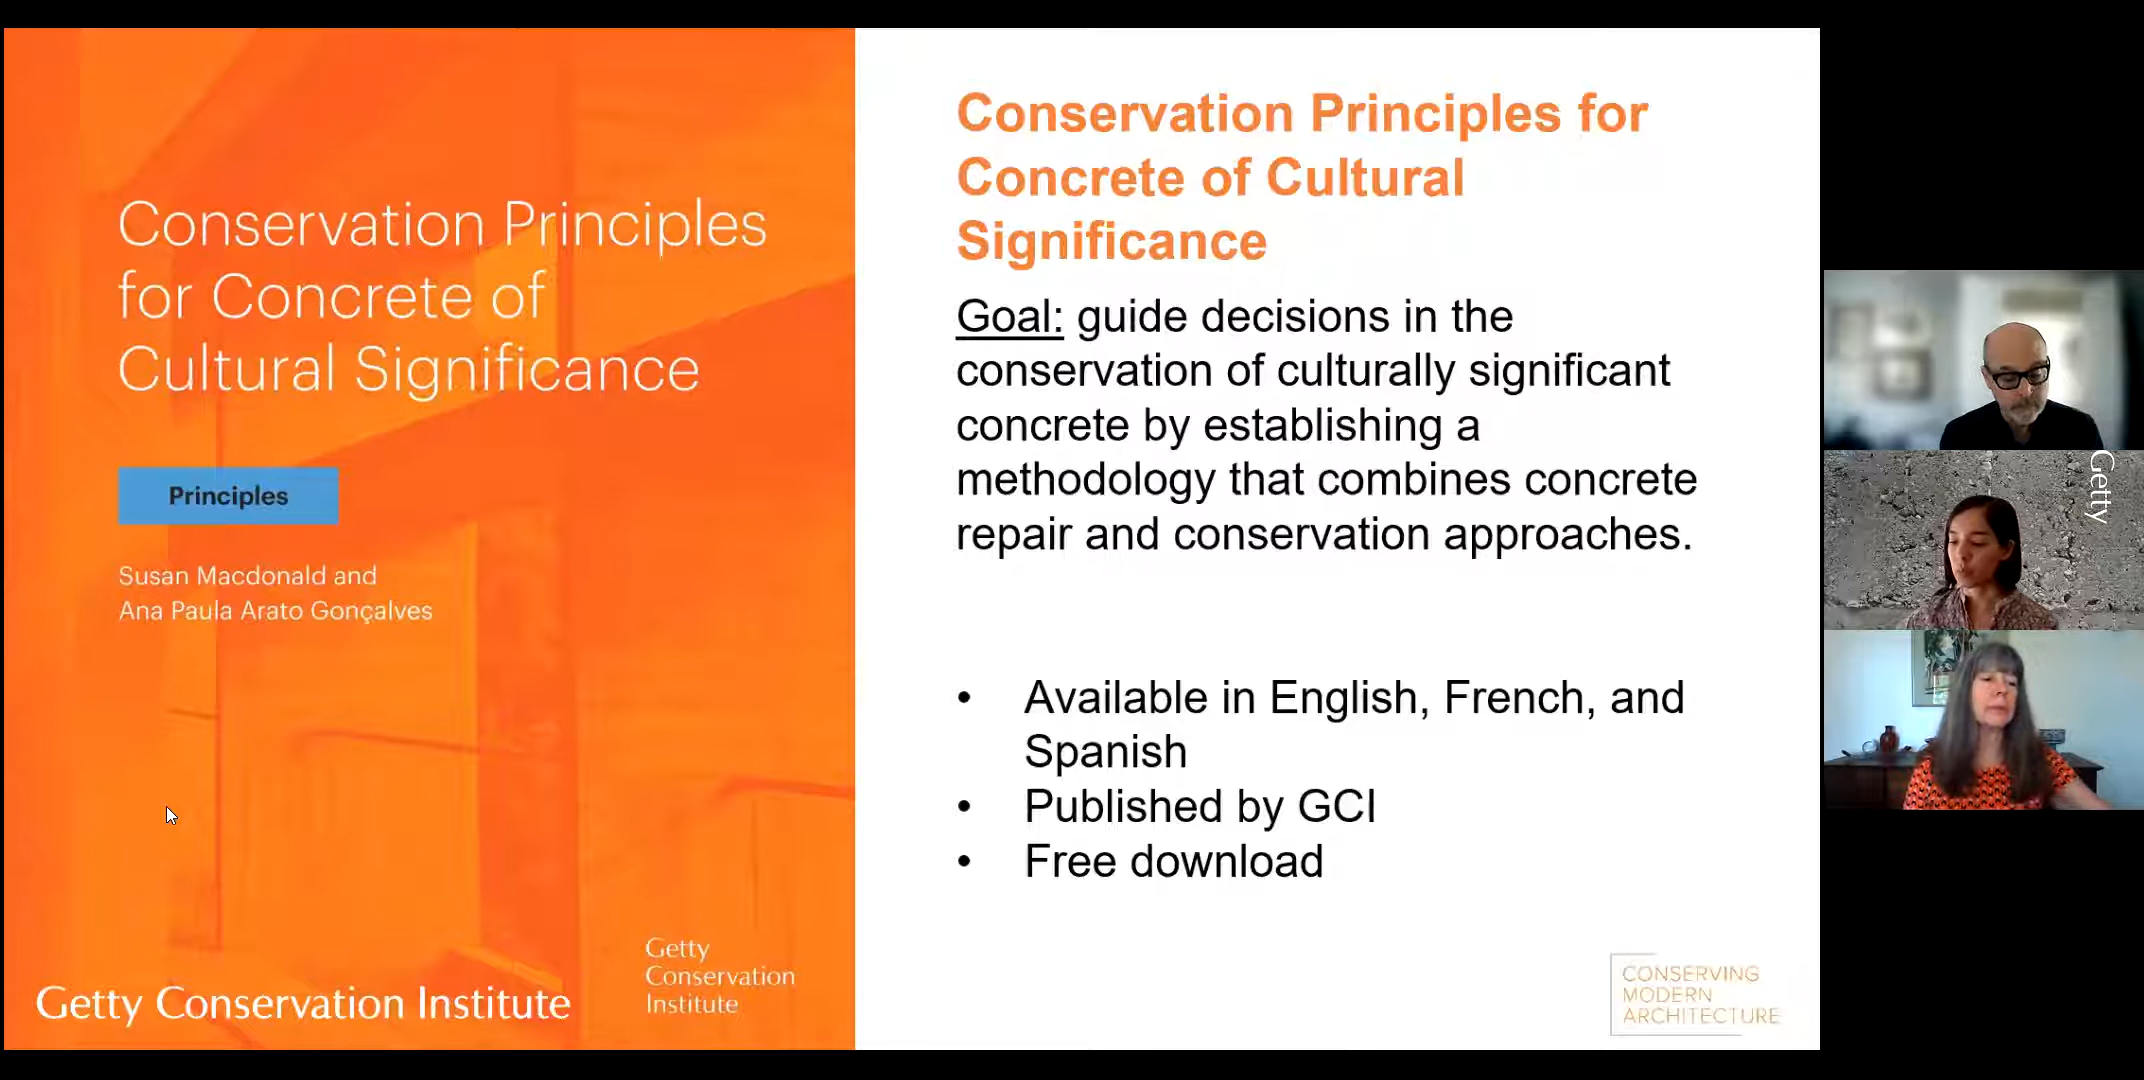 Conservation Principles
for Concrete of
Cultural Significance
Principles
Susan Macdonald and
Ana Paula Arato Gonçalves
Getty Conservation Institute
Getty
Conservation
Institute
Conservation Principles for
Concrete of Cultural
Significance
Goal: guide decisions in the
conservation of culturally significant
concrete by establishing a
methodology that combines concrete
repair and conservation approaches.
• Available in English, French, and
Spanish
• Published by GCI
• Free download
CONSERVING
MODERN
ARCHITECTURE
Getty